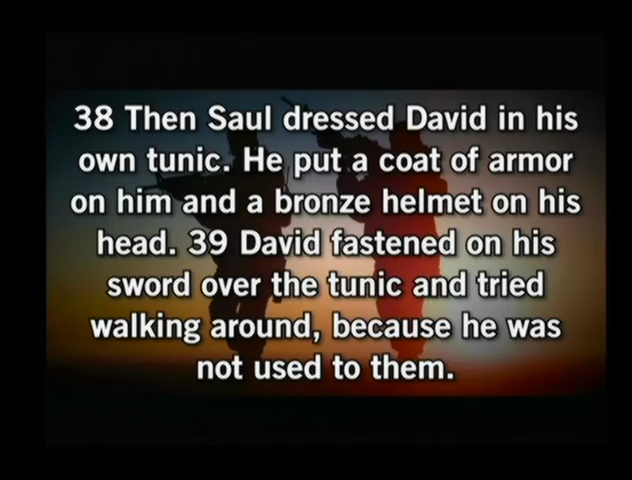 38 Then Saul dressed David in his
own tunic. He put a coat of armor
on him and a bronze helmet on his
head. 39 David fastened on his
sword over the tunic and tried
walking around, because he was
not used to them.